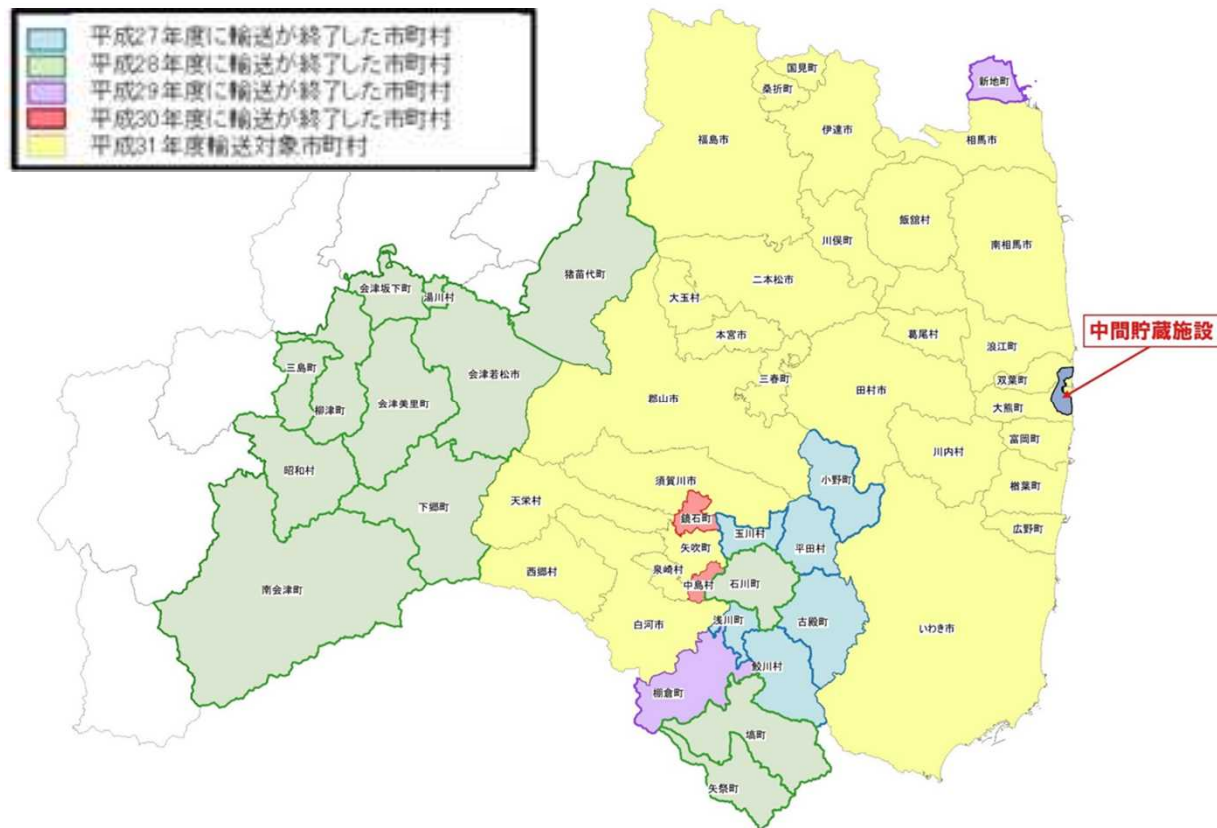 平成27年度に輸送が終了した市町村
平成28年度に輸送が終了した市町村
平成29年度に輸送が終了した市町村
平成30年度に輸送が終了した市町村
平成31年度輸送対象市町村
国見町
桑折町
新地町
福島市
伊達市
相馬市
飯舘村
川俣町
南相馬市
猪苗代町
二本松市
会津坂下町
湯川村
大玉村
本宮市
葛尾村
浪江町
中間貯蔵施設
三島町
会津若松市
三春町
双葉町
柳津町
会津美里町
郡山市
田村市
大熊町
富岡町
川内村
昭和村
須賀川市
小野町
楢葉町
下郷町
天栄村
鏡石町
玉川村
広野町
矢吹町
平田村
西郷村
泉崎村
中島村
石川町
南会津町
白河市
浅川町
古殿町
いわき市
鮫川村
棚倉町
塙町
矢祭町